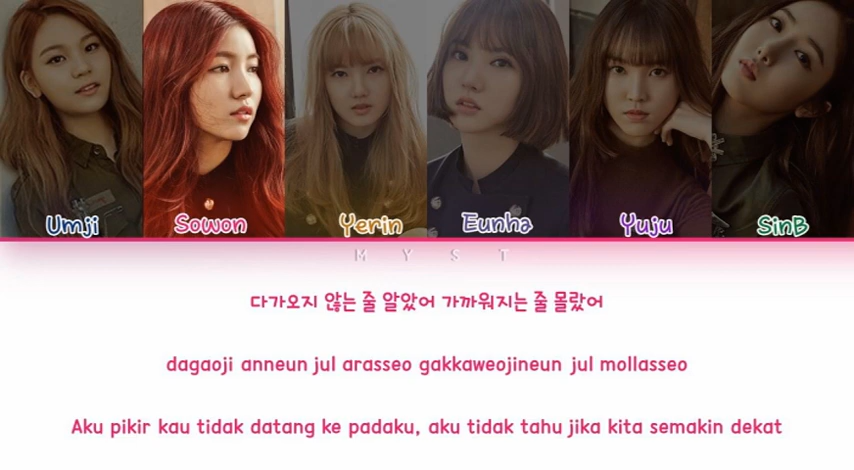 Umji Sowon Yerin Eunha Yuju SinB
M Y S T
다가오지 않는 줄 알았어 가까워지는 줄 몰랐어
dagaoji anneun jul arasseo gakkaweojineun jul mollasseo
Aku pikir kau tidak datang ke padaku, aku tidak tahu jika kita semakin dekat